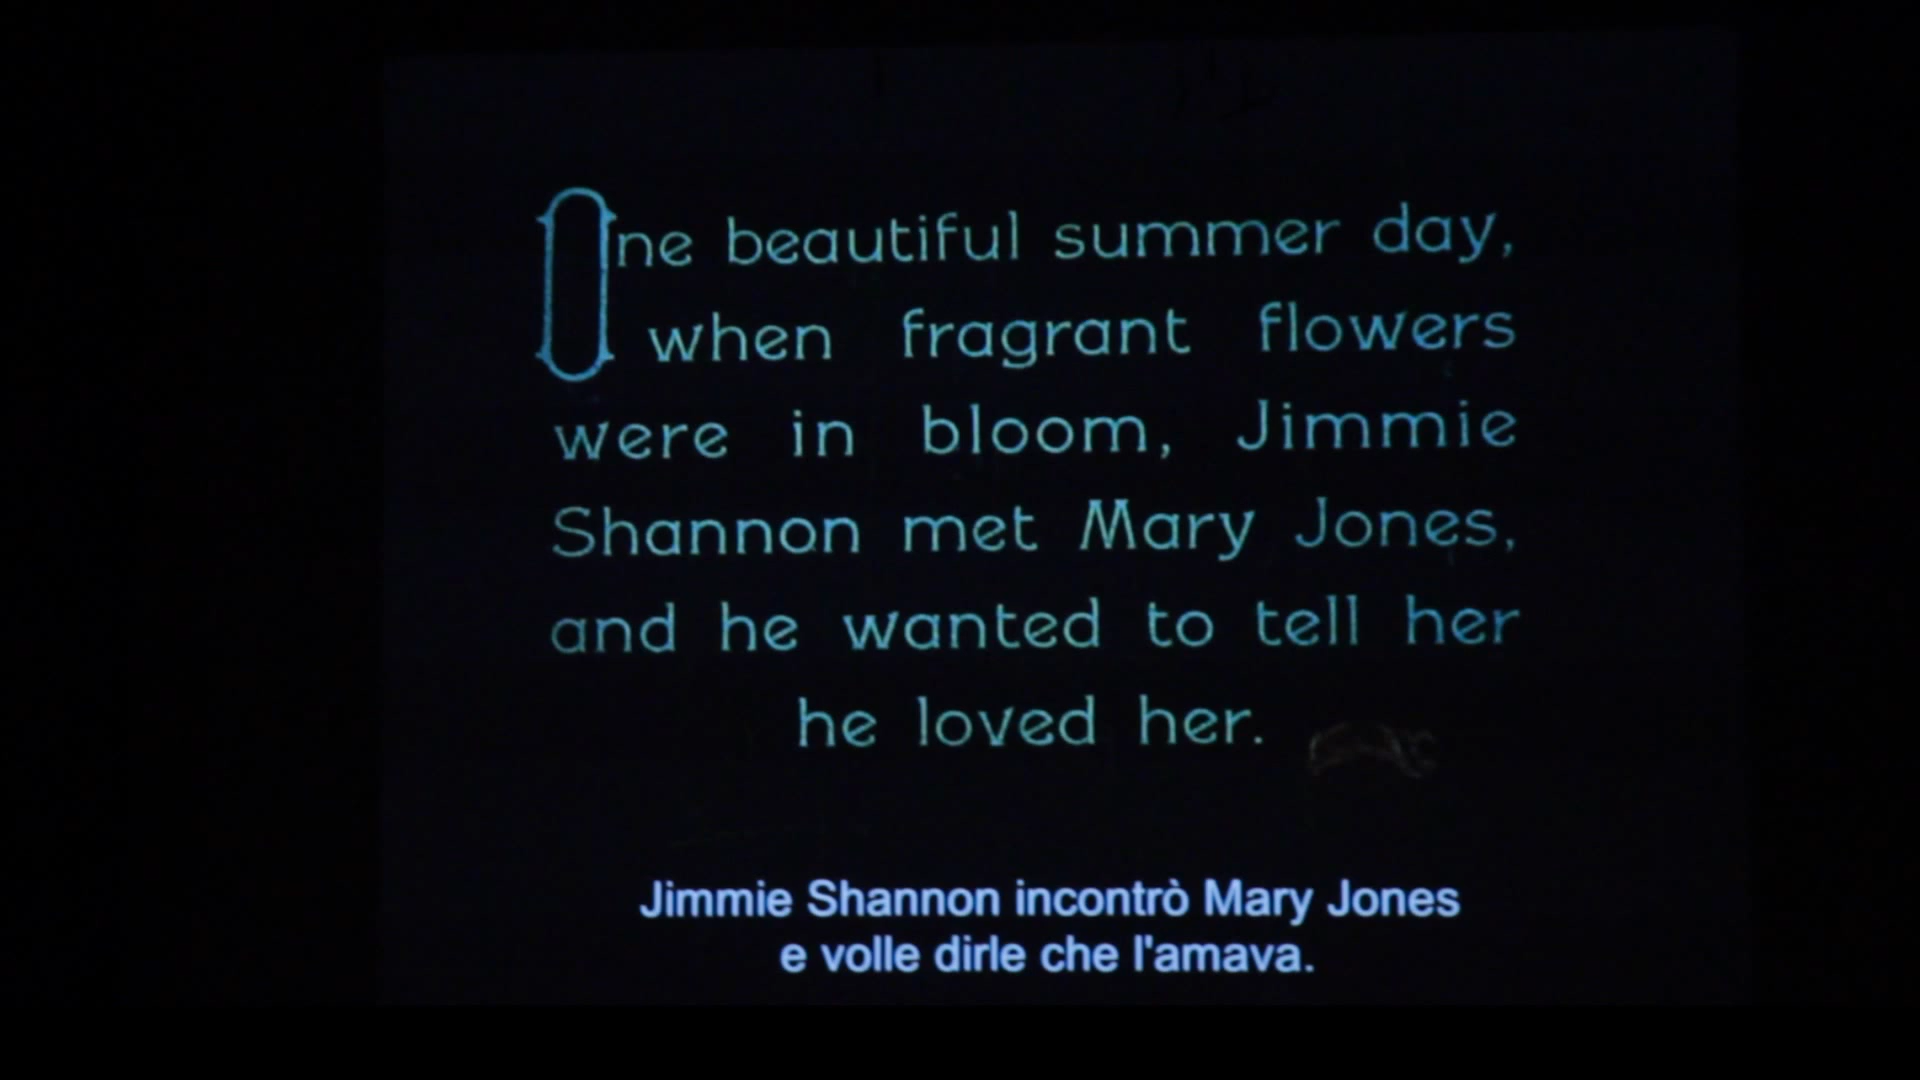 One beautiful summer day,
when fragrant flowers
were in bloom, Jimmie
Shannon met Mary Jones,
and he wanted to tell her
he loved her.
Jimmie Shannon incontrò Mary Jones
e volle dirle che l'amava.